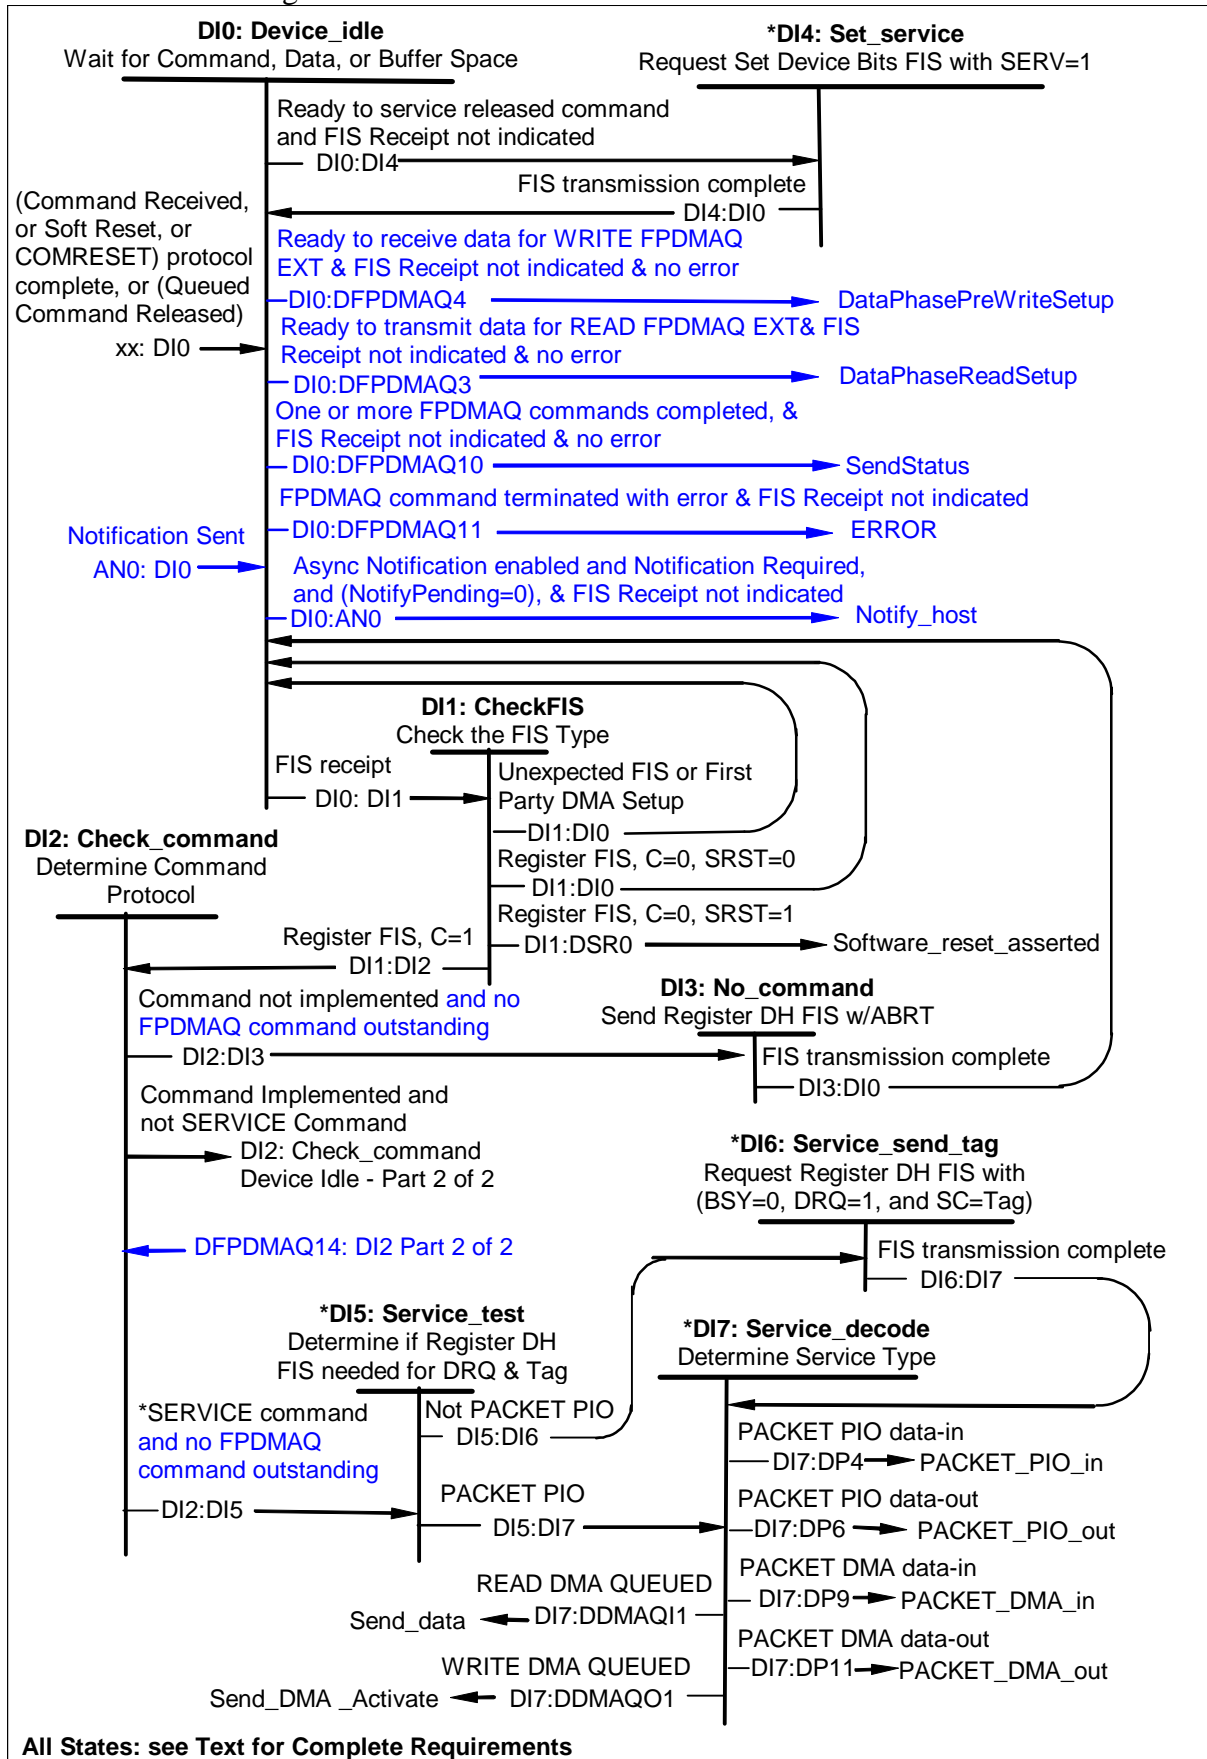 DI0: Device_idle
Wait for Command, Data, or Buffer Space
*DI4: Set_service
Request Set Device Bits FIS with SERV=1
Ready to service released command
and FIS Receipt not indicated
DI0:DI4
FIS transmission complete
DI4:DI0
(Command Received,
or Soft Reset, or
COMRESET) protocol
complete, or (Queued
Command Released)
xx: DI0
Ready to receive data for WRITE FPDMAQ
EXT & FIS Receipt not indicated & no error
DI0:DFPDMAQ4
DataPhasePreWriteSetup
Ready to transmit data for READ FPDMAQ EXT& FIS
Receipt not indicated & no error
DI0:DFPDMAQ3
DataPhaseReadSetup
One or more FPDMAQ commands completed, &
FIS Receipt not indicated & no error
DI0:DFPDMAQ10
SendStatus
FPDMAQ command terminated with error & FIS Receipt not indicated
DI0:DFPDMAQ11
ERROR
Notification Sent
AN0: DI0
Async Notification enabled and Notification Required,
and (NotifyPending=0), & FIS Receipt not indicated
DI0:AN0
Notify_host
DI1: CheckFIS
Check the FIS Type
FIS receipt
DI0: DI1
Unexpected FIS or First
Party DMA Setup
DI1:DI0
Register FIS, C=0, SRST=0
DI1:DI0
Register FIS, C=0, SRST=1
DI1:DSR0
Software_reset_asserted
DI2: Check_command
Determine Command
Protocol
Register FIS, C=1
DI1:DI2
DI3: No_command
Send Register DH FIS w/ABRT
Command not implemented and no
FPDMAQ command outstanding
DI2:DI3
FIS transmission complete
DI3:DI0
Command Implemented and
not SERVICE Command
DI2: Check_command
Device Idle - Part 2 of 2
DFPDMAQ14: DI2 Part 2 of 2
*DI6: Service_send_tag
Request Register DH FIS with
(BSY=0, DRQ=1, and SC=Tag)
FIS transmission complete
DI6:DI7
*DI5: Service_test
Determine if Register DH
FIS needed for DRQ & Tag
*DI7: Service_decode
Determine Service Type
*SERVICE command
and no FPDMAQ
command outstanding
DI2:DI5
Not PACKET PIO
DI5:DI6
PACKET PIO
DI5:DI7
PACKET PIO data-in
DI7:DP4
PACKET_PIO_in
PACKET PIO data-out
DI7:DP6
PACKET_PIO_out
PACKET DMA data-in
DI7:DP9
PACKET_DMA_in
PACKET DMA data-out
DI7:DP11
PACKET_DMA_out
READ DMA QUEUED
Send_data
DI7:DDMAQI1
WRITE DMA QUEUED
Send_DMA _Activate
DI7:DDMAQO1
All States: see Text for Complete Requirements